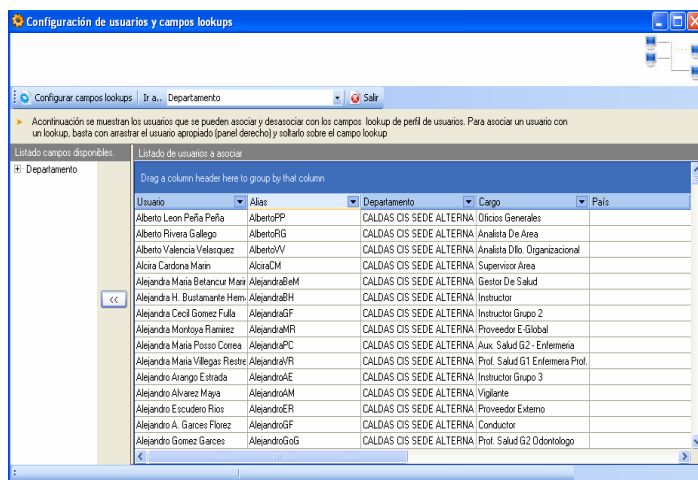 Configuración de usuarios y campos lookups
Configurar campos lookups Ir a.. Departamento Salir
Acontinuación se muestran los usuarios que se pueden asociar y desasociar con los campos lookup de perfil de usuarios. Para asociar un usuario con
un lookup, basta con arrastrar el usuario apropiado (panel derecho) y soltarlo sobre el campo lookup
Listado campos disponibles. Listado de usuarios a asociar
Departamento
Drag a column header here to group by that column
Usuario Alias Departamento Cargo País
Alberto Leon Peña Peña AlbertoPP CALDAS CIS SEDE ALTERNA Oficios Generales
Alberto Rivera Gallego AlbertoRG CALDAS CIS SEDE ALTERNA Analista De Area
Alberto Valencia Velasquez AlbertoVV CALDAS CIS SEDE ALTERNA Analista Dllo. Organizacional
Alcira Cardona Marin AlciraCM CALDAS CIS SEDE ALTERNA Supervisor Area
Alejandra Maria Betancur Marir AlejandraBeM CALDAS CIS SEDE ALTERNA Gestor De Salud
Alejandra H. Bustamante Hern. AlejandraBH CALDAS CIS SEDE ALTERNA Instructor
Alejandra Cecil Gomez Fulla AlejandraGF CALDAS CIS SEDE ALTERNA Instructor Grupo 2
Alejandra Montoya Ramirez AlejandraMR CALDAS CIS SEDE ALTERNA Proveedor E-Global
Alejandra Maria Posso Correa AlejandraPC CALDAS CIS SEDE ALTERNA Aux. Salud G2 - Enfermeria
Alejandra Maria Villegas Restre AlejandraVR CALDAS CIS SEDE ALTERNA Prof. Salud G1 Enfermera Prof.
Alejandro Arango Estrada AlejandroAE CALDAS CIS SEDE ALTERNA Instructor Grupo 3
Alejandro Alvarez Maya AlejandroAM CALDAS CIS SEDE ALTERNA Vigilante
Alejandro Escudero Rios AlejandroER CALDAS CIS SEDE ALTERNA Proveedor Externo
Alejandro A. Garces Florez AlejandroGF CALDAS CIS SEDE ALTERNA Conductor
Alejandro Gomez Garces AlejandroGoG CALDAS CIS SEDE ALTERNA Prof. Salud G2 Odontologo